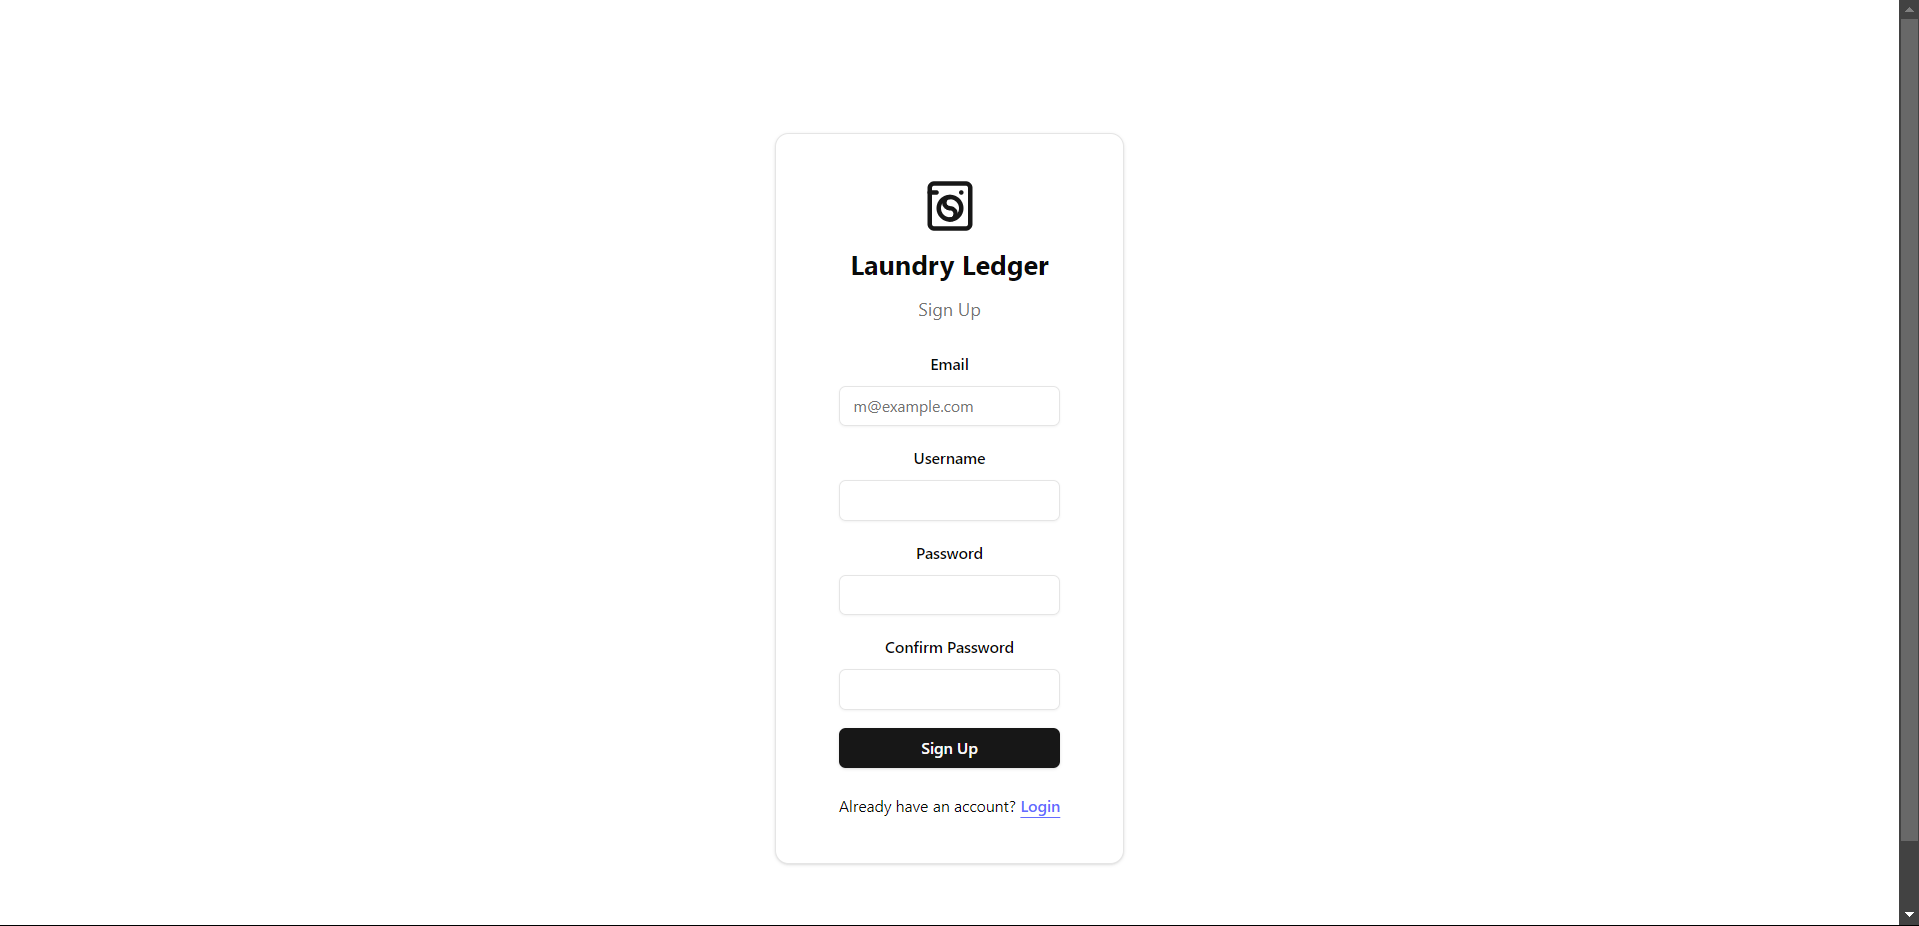 Laundry Ledger
Sign Up
Email
m@example.com
Username
Password
Confirm Password
Sign Up
Already have an account? Login